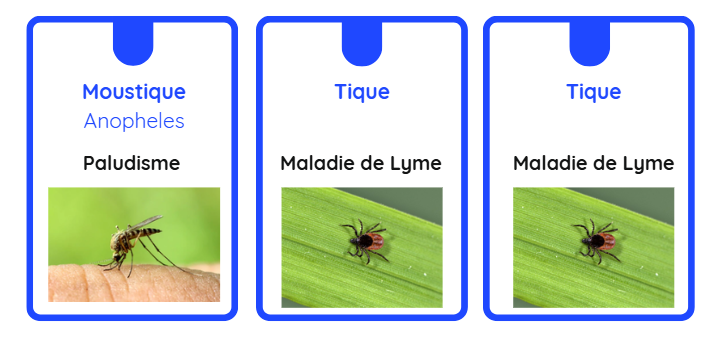 Moustique
Anopheles
Paludisme
Tique
Maladie de Lyme
Tique
Maladie de Lyme